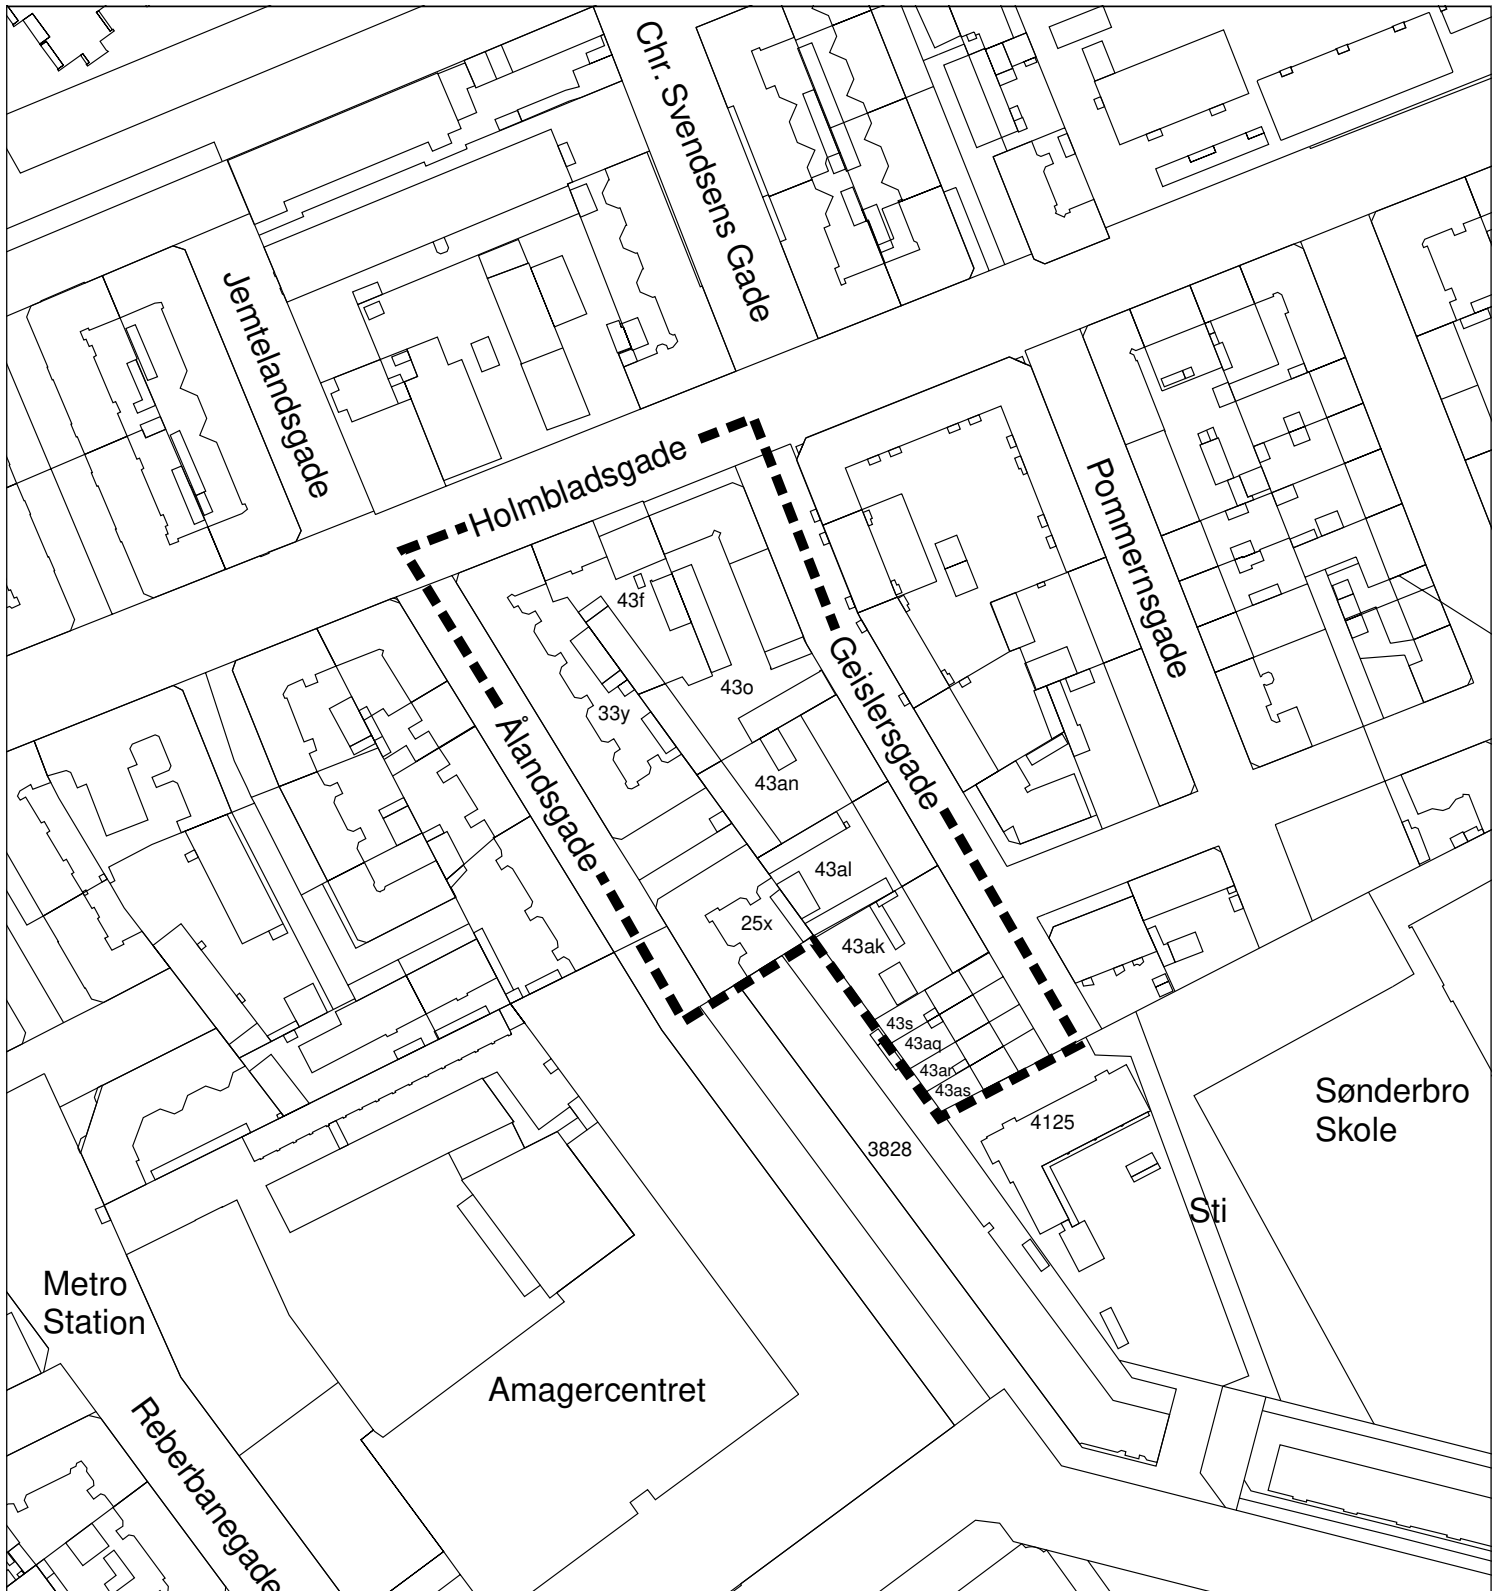 Chr. Svendsens Gade
Jemtelandsgade
Holmbladsgade
Pommernsgade
43f
Geislersgade
43o
33y
Ålandsgade
43an
43al
25x
43ak
43s
43aq
43ar
43as
Sønderbro
Skole
4125
3828
Sti
Metro
Station
Amagercentret
Reberbanegade